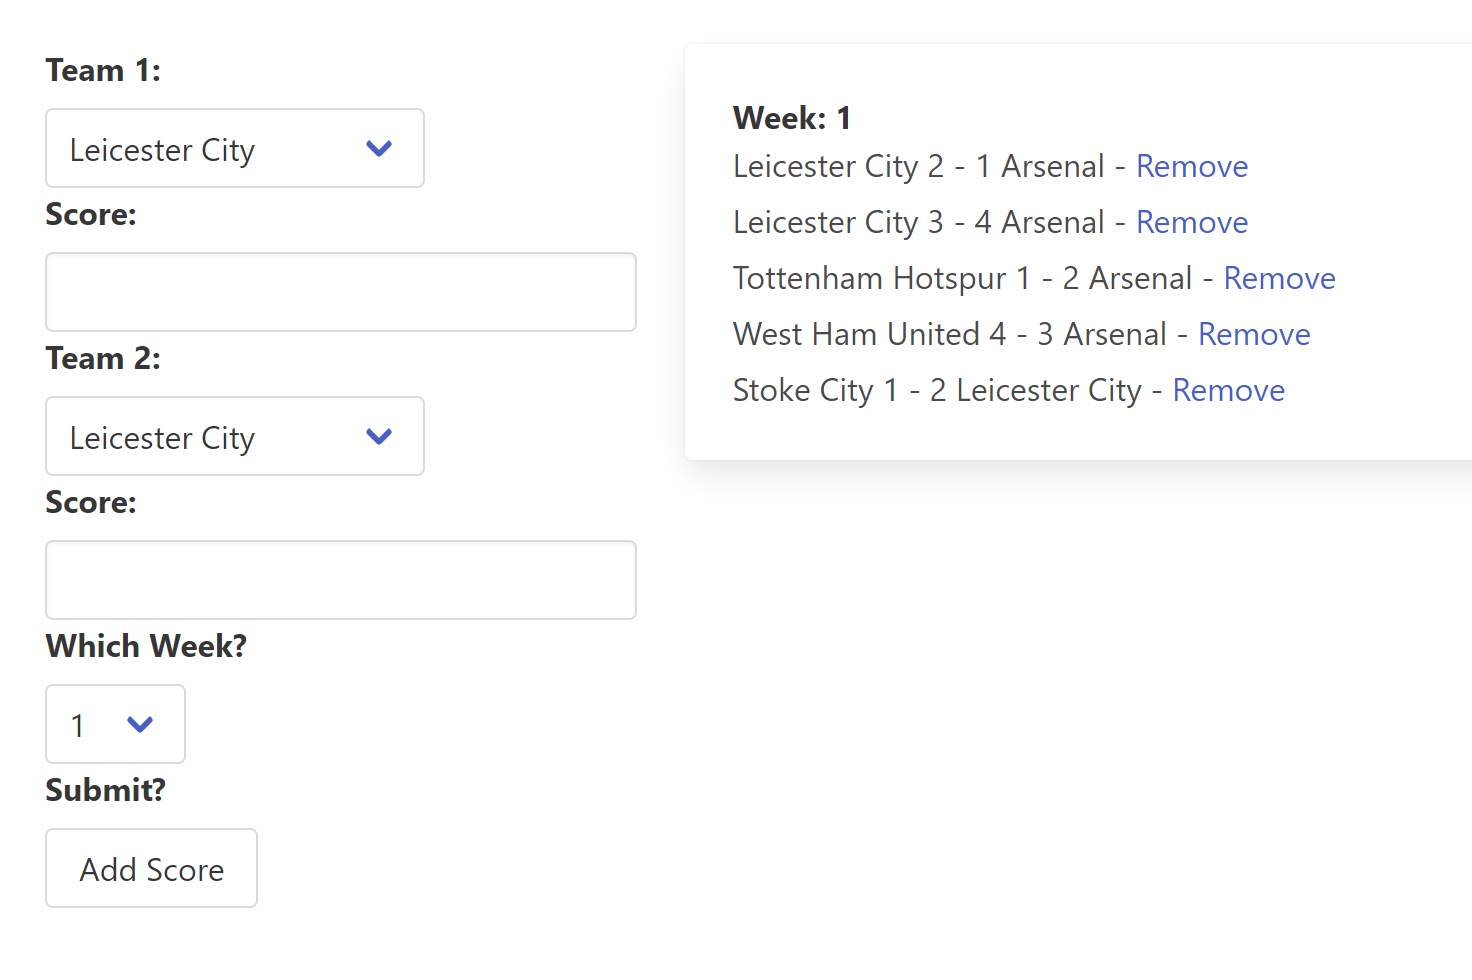 Team 1:
Leicester City
Score:
Team 2:
Leicester City
Score:
Which Week?
1
Submit?
Add Score
Week: 1
Leicester City 2 - 1 Arsenal - Remove
Leicester City 3 - 4 Arsenal - Remove
Tottenham Hotspur 1 - 2 Arsenal - Remove
West Ham United 4 - 3 Arsenal - Remove
Stoke City 1 - 2 Leicester City - Remove